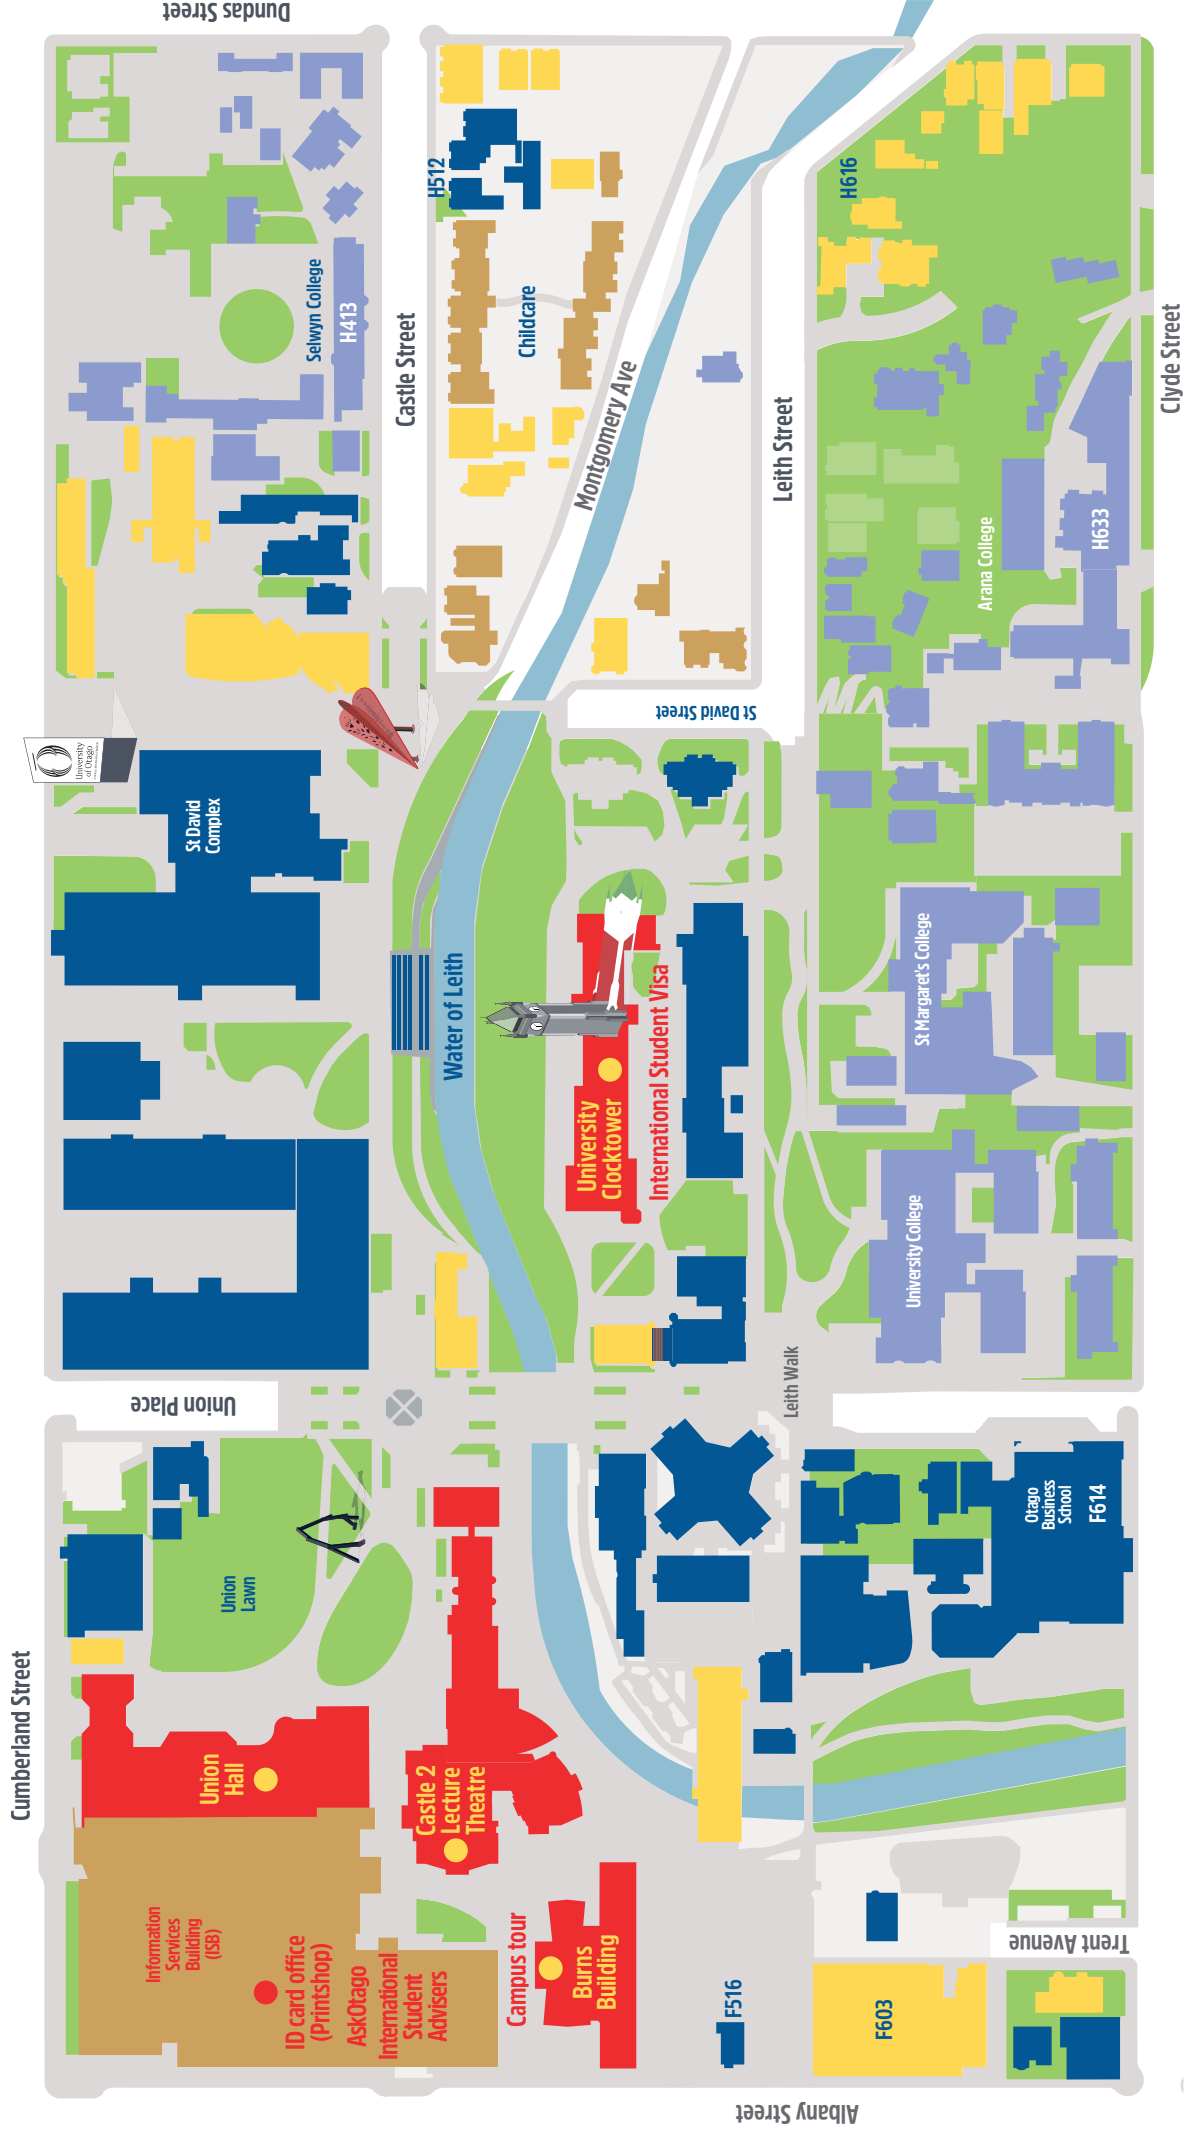 Dundas Street
H512
H616
Selwyn College
H413
Childcare
Castle Street
Montgomery Ave
Leith Street
Clyde Street
Arana College
H633
University
of Otago
St David Street
St David
Complex
Water of Leith
University
Clocktower
International Student Visa
St Margaret's College
University College
Union Place
Leith Walk
Otago
Business
School
F614
Union
Lawn
Cumberland Street
Union
Hall
Castle 2
Lecture
Theatre
Information
Services
Building
(ISB)
ID card office
(Printshop)
AskOtago
International
Student
Advisers
Campus tour
Burns
Building
F516
F603
Trent Avenue
Albany Street